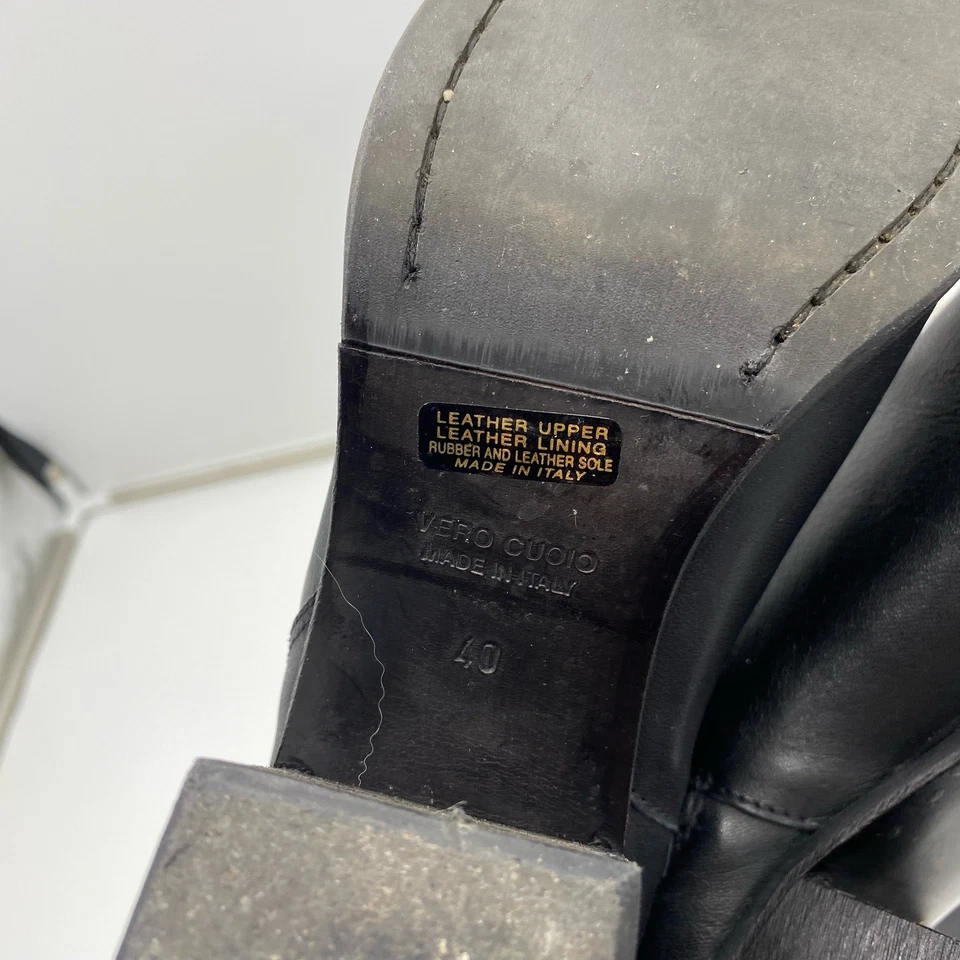 LEATHER UPPER
LEATHER LINING
RUBBER AND LEATHER SOLE
MADE IN ITALY
VERO CUOIO
MADE IN ITALY
40